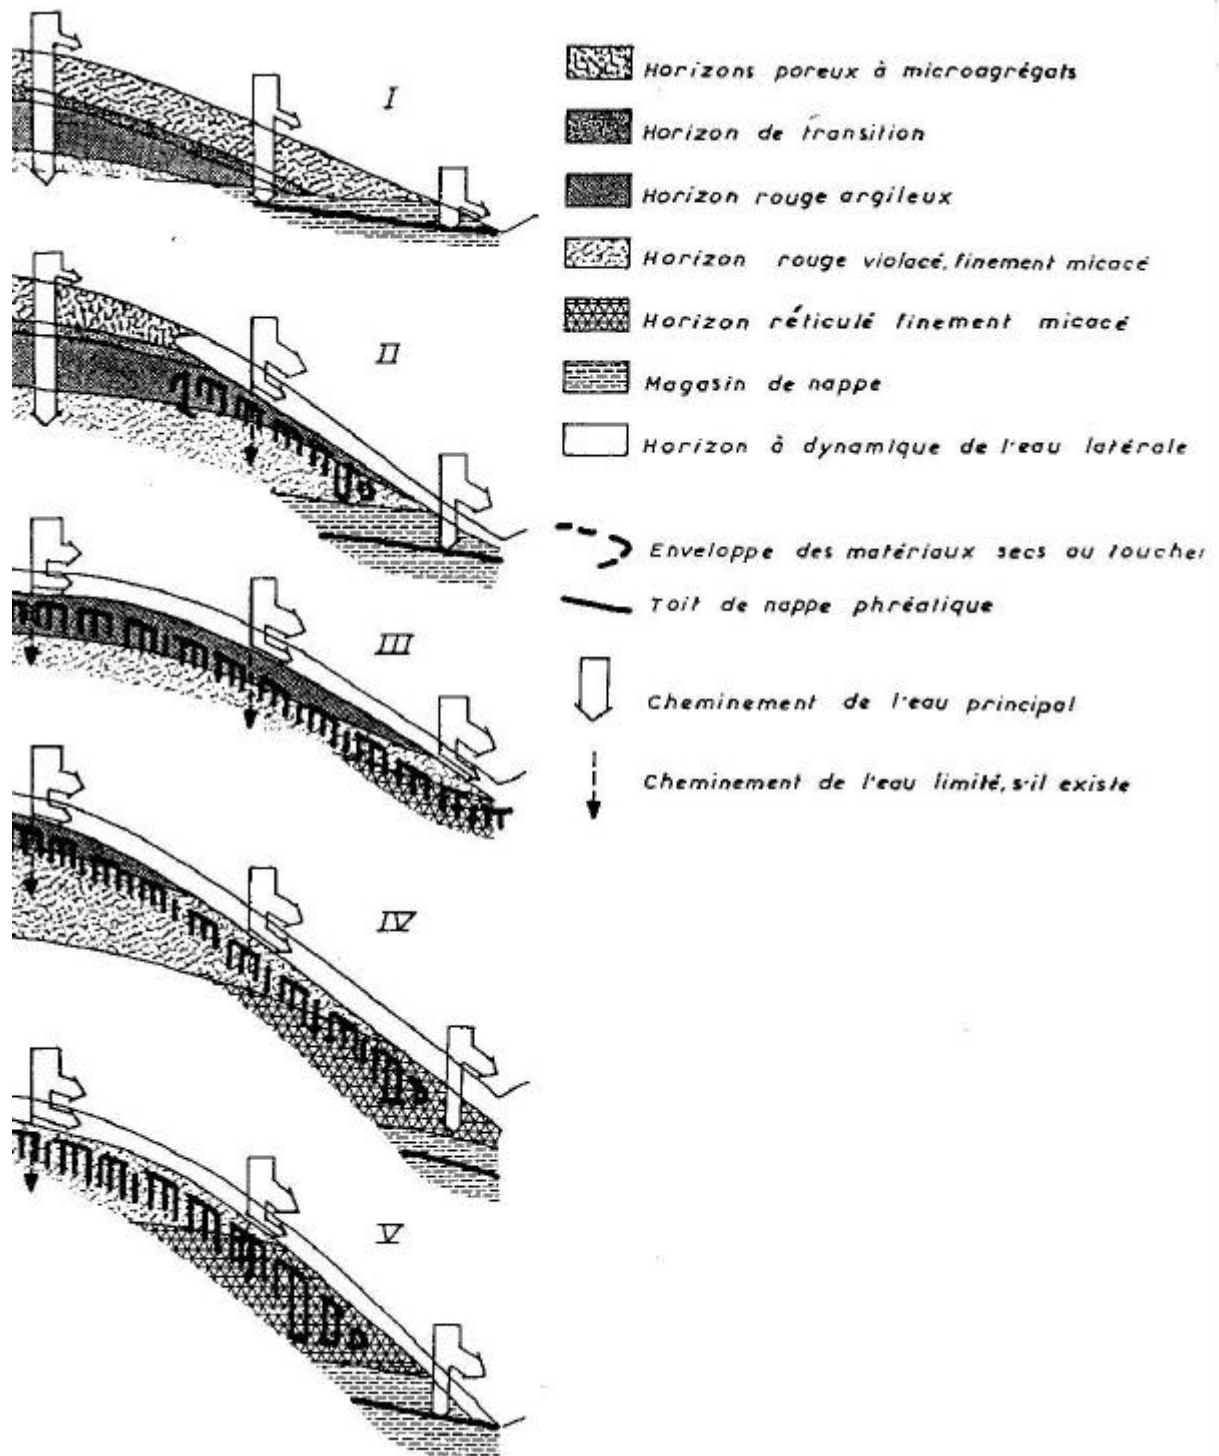 I
II
III
IV
V
Horizons poreux à microagrégats
Horizon de transition
Horizon rouge argileux
Horizon rouge violacé, finement micacé
Horizon réticulé finement micacé
Magasin de nappe
Horizon à dynamique de l'eau latérale
Enveloppe des matériaux secs au toucher
Toit de nappe phréatique
Cheminement de l'eau principal
Cheminement de l'eau limité, s'il existe